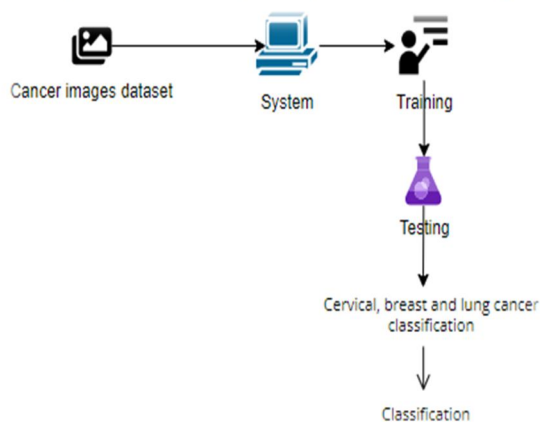 Cancer images dataset
System
Training
Testing
Cervical, breast and lung cancer
classification
Classification